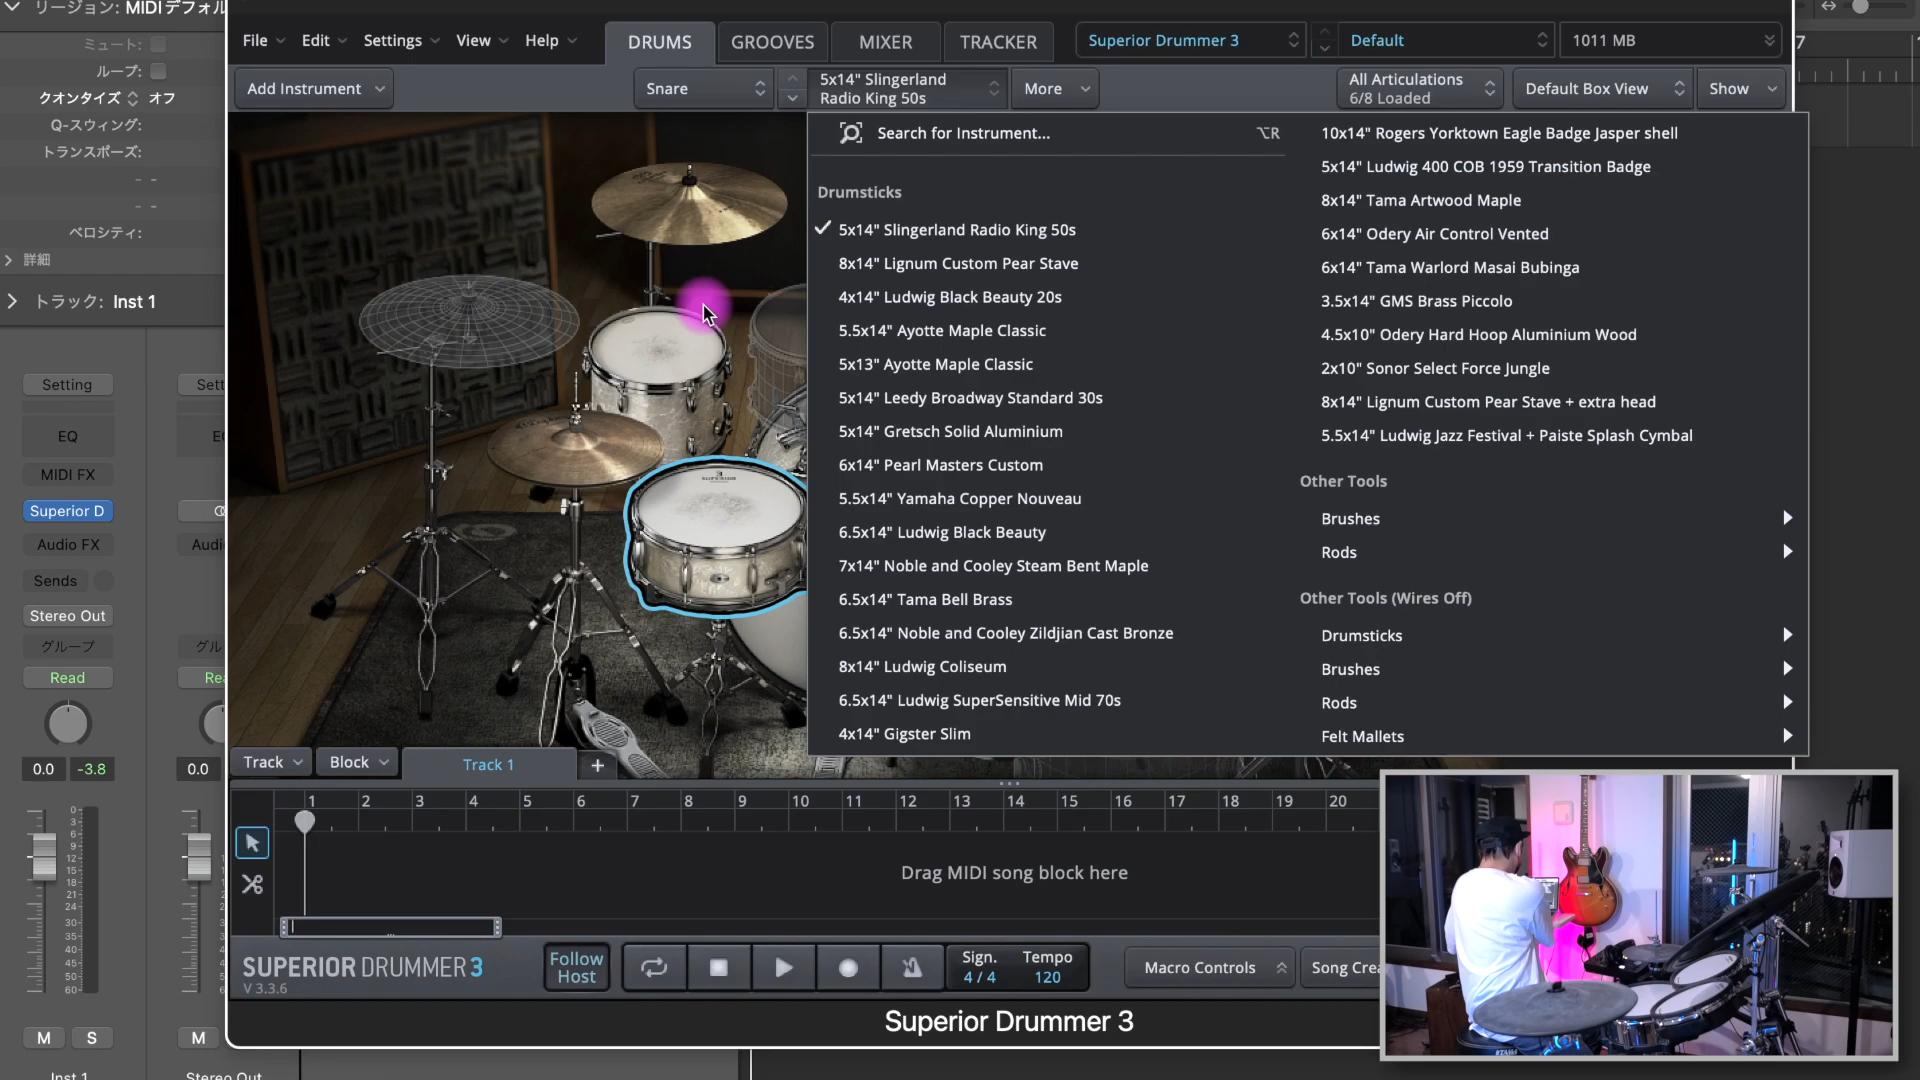 リージョン: MIDIデフォル
ミュート:
ループ:
クオンタイズ オフ
Q-スウィング:
トランスポーズ:
ベロシティ:
詳細
トラック: Inst 1
Setting
EQ
MIDI FX
Superior D
Audio FX
Sends
Stereo Out
グループ
Read
0.0 -3.8
0.0
M S
M
Inst 1
Stereo Out
File Edit Settings View Help
DRUMS GROOVES MIXER TRACKER
Superior Drummer 3
Default
1011 MB
7
Add Instrument
Snare
5x14" Slingerland
Radio King 50s
More
All Articulations
6/8 Loaded
Default Box View
Show
Search for Instrument... ⌥R
Drumsticks
5x14" Slingerland Radio King 50s
8x14" Lignum Custom Pear Stave
4x14" Ludwig Black Beauty 20s
5.5x14" Ayotte Maple Classic
5x13" Ayotte Maple Classic
5x14" Leedy Broadway Standard 30s
5x14" Gretsch Solid Aluminium
6x14" Pearl Masters Custom
5.5x14" Yamaha Copper Nouveau
6.5x14" Ludwig Black Beauty
7x14" Noble and Cooley Steam Bent Maple
6.5x14" Tama Bell Brass
6.5x14" Noble and Cooley Zildjian Cast Bronze
8x14" Ludwig Coliseum
6.5x14" Ludwig SuperSensitive Mid 70s
4x14" Gigster Slim
10x14" Rogers Yorktown Eagle Badge Jasper shell
5x14" Ludwig 400 COB 1959 Transition Badge
8x14" Tama Artwood Maple
6x14" Odery Air Control Vented
6x14" Tama Warlord Masai Bubinga
3.5x14" GMS Brass Piccolo
4.5x10" Odery Hard Hoop Aluminium Wood
2x10" Sonor Select Force Jungle
8x14" Lignum Custom Pear Stave + extra head
5.5x14" Ludwig Jazz Festival + Paiste Splash Cymbal
Other Tools
Brushes
Rods
Other Tools (Wires Off)
Drumsticks
Brushes
Rods
Felt Mallets
Track Block Track 1 +
1 2 3 4 5 6 7 8 9 10 11 12 13 14 15 16 17 18 19 20
Drag MIDI song block here
SUPERIOR DRUMMER 3
V 3.3.6
Follow
Host
Sign. Tempo
4 / 4 120
Macro Controls
Song Crea
Superior Drummer 3